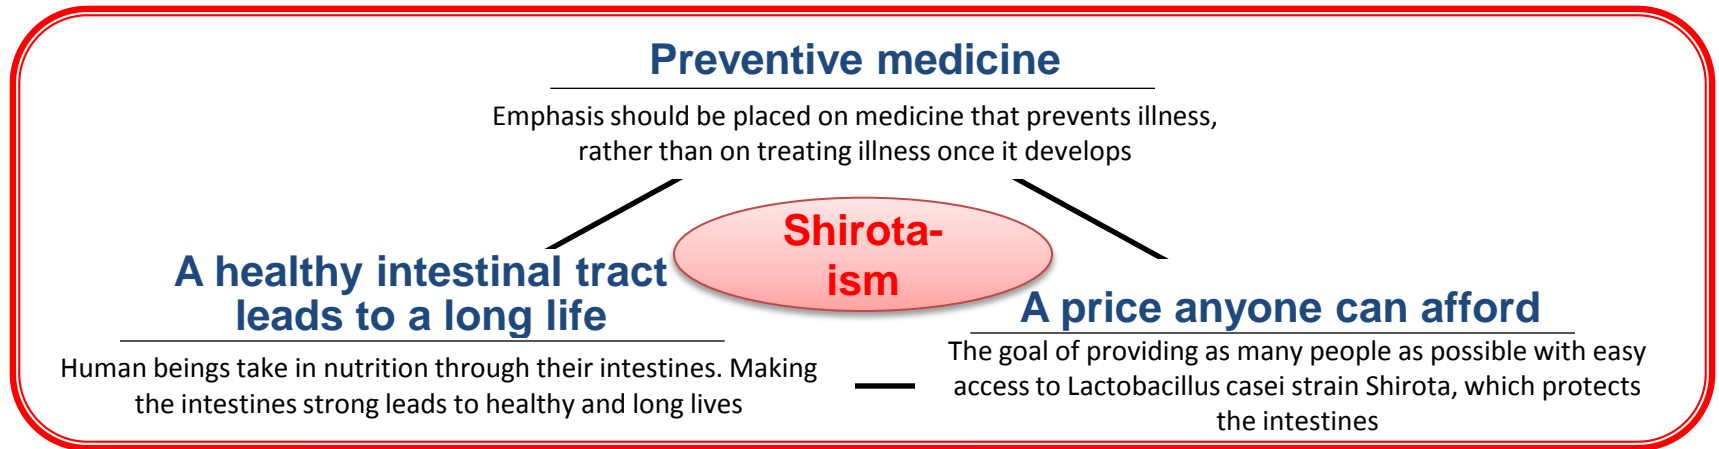 Preventive medicine
Emphasis should be placed on medicine that prevents illness,
rather than on treating illness once it develops
Shirota-
ism
A healthy intestinal tract
leads to a long life
Human beings take in nutrition through their intestines. Making
the intestines strong leads to healthy and long lives
A price anyone can afford
The goal of providing as many people as possible with easy
access to Lactobacillus casei strain Shirota, which protects
the intestines